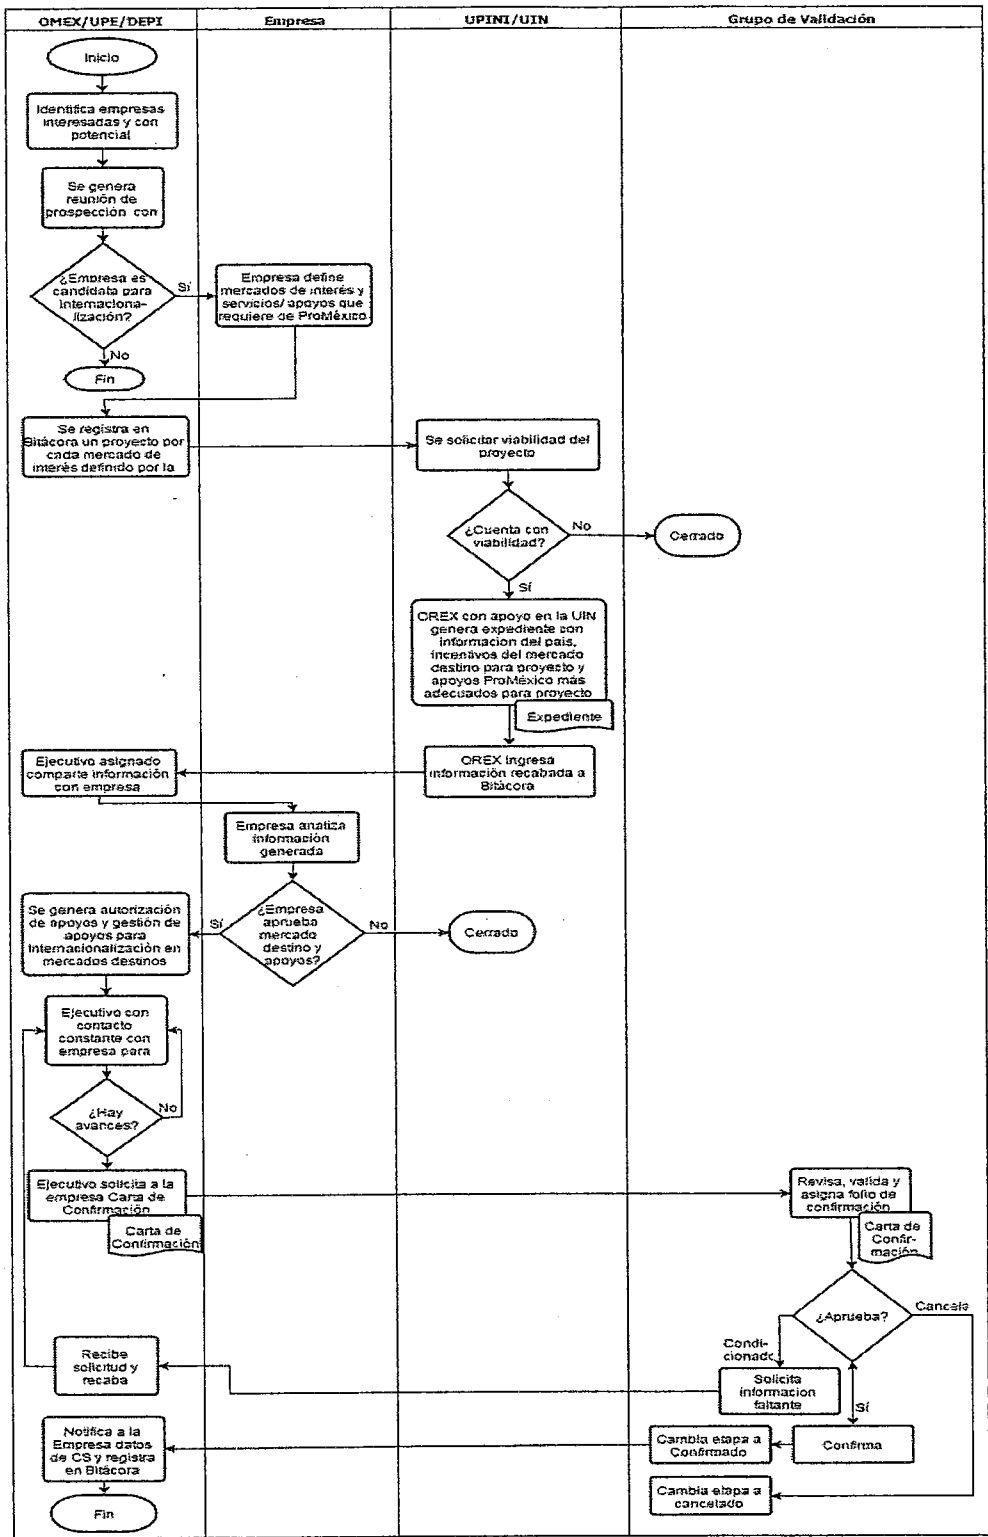 OMEX/UPE/DEPI
Empresa
UPINI/UIN
Grupo de Validación
Inicio
Identifica empresas
interesadas y con
potencial
Se genera
reunión de
prospección con
¿Empresa es
candidata para
Internaciona-
lización?
Sí
Empresa define
mercados de interés y
servicios/ apoyos que
requiere de ProMéxico
No
Fin
Se registra en
Bitácora un proyecto por
cada mercado de
interés definido por la
Se solicitar viabilidad del
proyecto
¿Cuenta con
viabilidad?
No
Cerrado
Sí
OREX con apoyo en la UIN
genera expediente con
información del país,
incentivos del mercado
destino para proyecto y
apoyos ProMéxico más
adecuados para proyecto
Expediente
OREX ingresa
información recabada a
Bitácora
Ejecutivo asignado
comparte información
con empresa
Empresa analiza
información
generada
¿Empresa
aprueba
mercado
destino y
apoyos?
No
Cerrado
Sí
Se genera autorización
de apoyos y gestión de
apoyos para
Internacionalización en
mercados destinos
Ejecutivo con
contacto
constante con
empresa para
¿Hay
avances?
No
Ejecutivo solicita a la
empresa Carta de
Confirmación
Carta de
Confirmación
Revisa, valida y
asigna folio de
confirmación
Carta de
Confir-
mación
¿Aprueba?
Cancela
Condi-
cionado
Solicita
informacion
faltante
Recibe
solicitud y
recaba
Sí
Confirma
Cambia etapa a
Confirmado
Notifica a la
Empresa datos
de CS y registra
en Bitácora
Cambia etapa a
cancelado
Fin